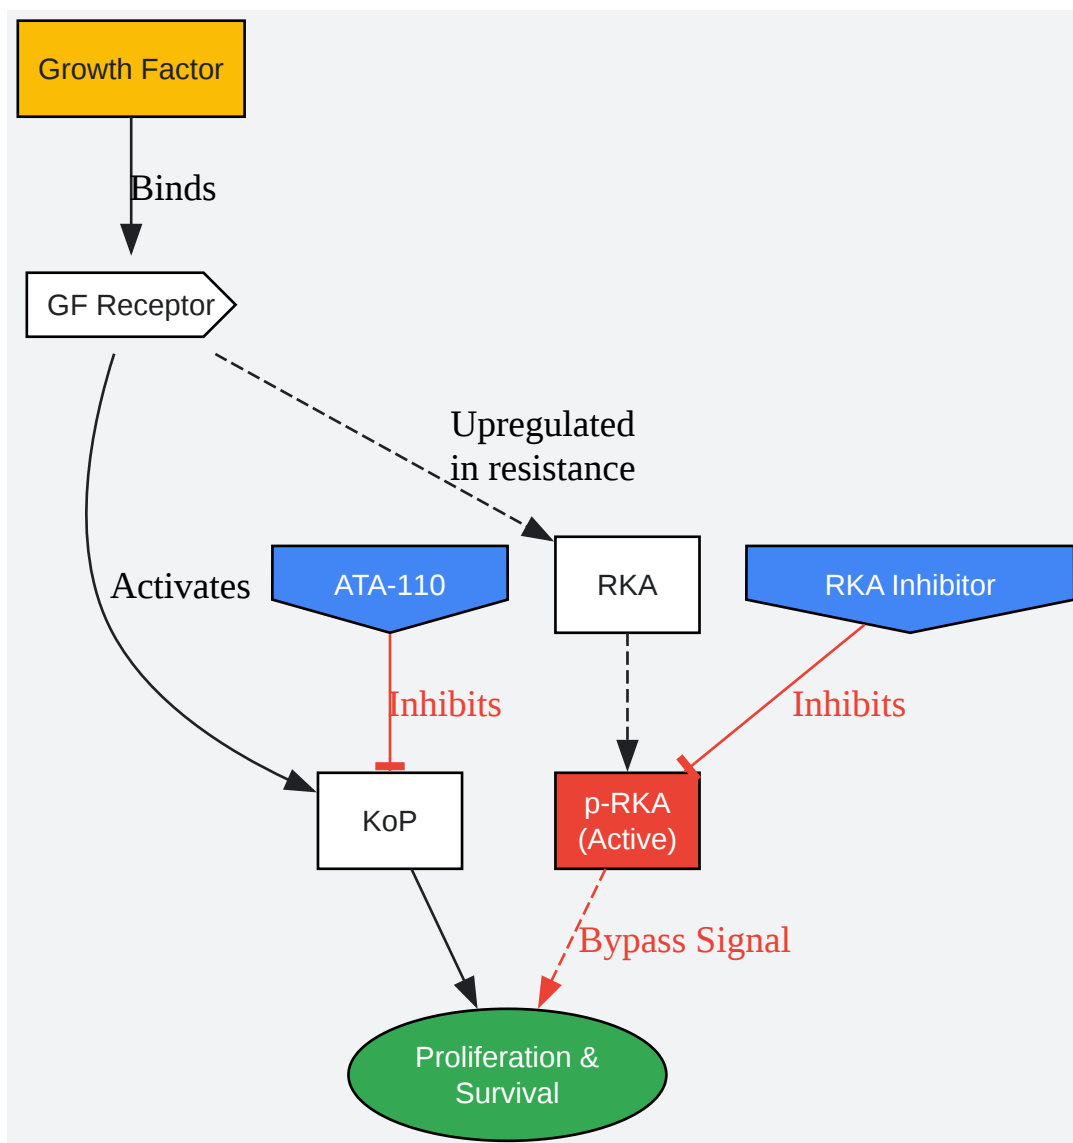 Growth Factor
Binds
GF Receptor
Upregulated
in resistance
Activates
ATA-110
RKA
RKA Inhibitor
Inhibits
Inhibits
KoP
p-RKA
(Active)
Bypass Signal
Proliferation &
Survival